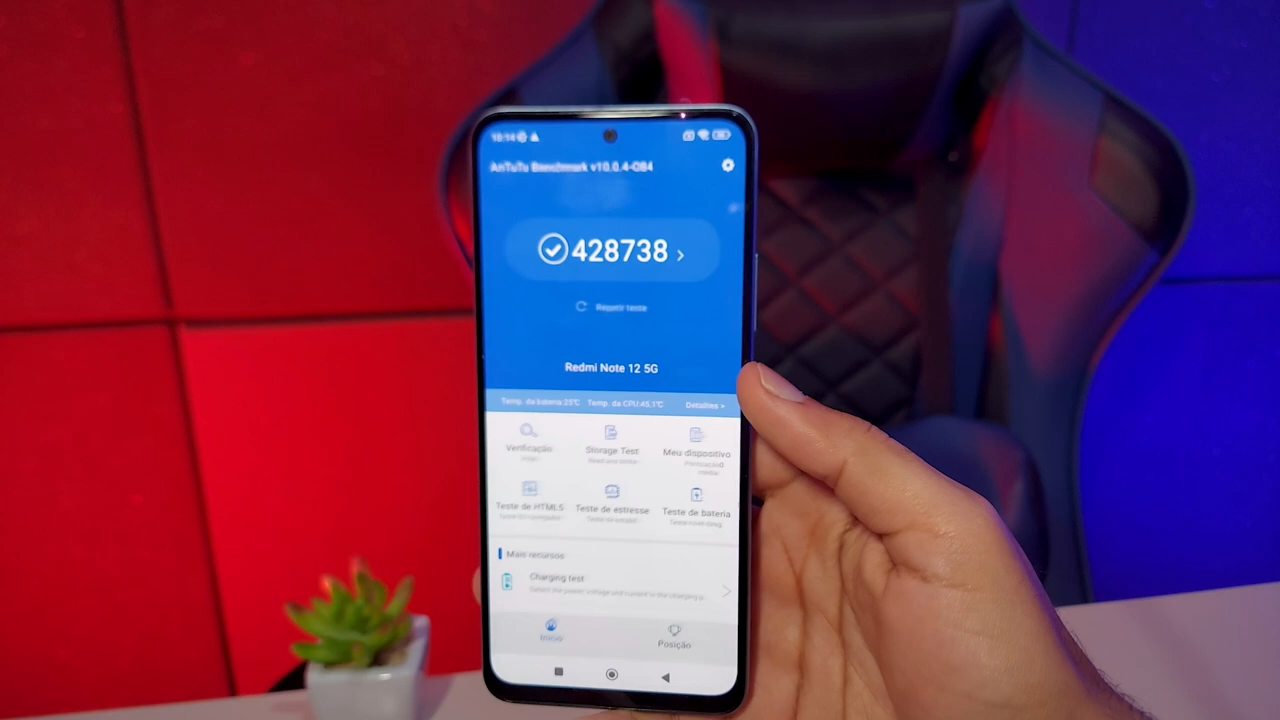 10:14
AnTuTu Benchmark v10.0.4-OB4
428738
Repetir teste
Redmi Note 12 5G
Temp. da bateria:25℃ Temp. da CPU:45,1℃ Detalhes >
Verificação Storage Test Meu dispositivo
Teste de HTML5 Teste de estresse Teste de bateria
Mais recursos
Charging test
Início Posição